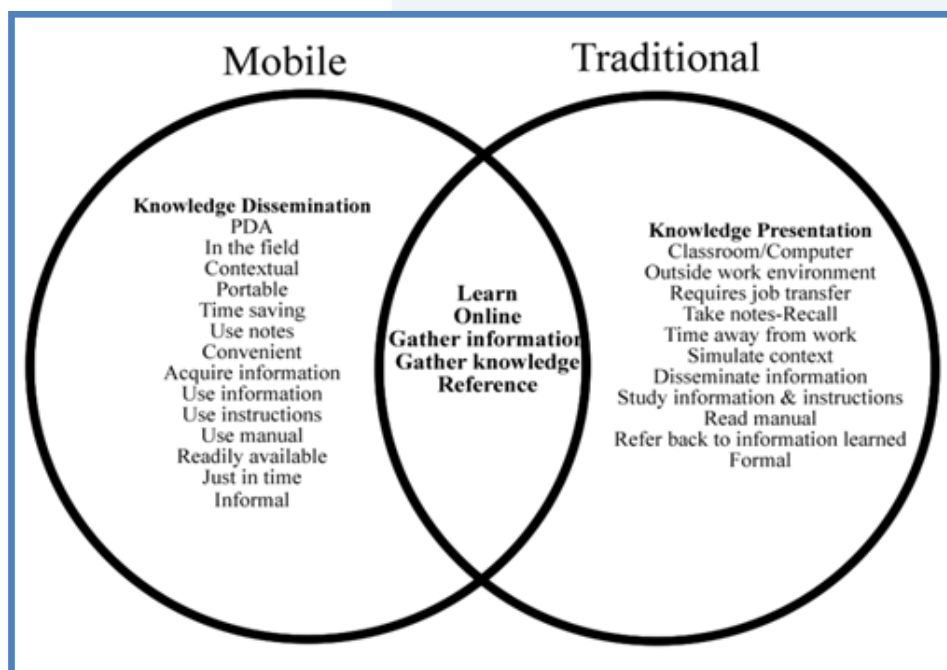 Mobile
Traditional
Knowledge Dissemination
PDA
In the field
Contextual
Portable
Time saving
Use notes
Convenient
Acquire information
Use information
Use instructions
Use manual
Readily available
Just in time
Informal
Learn
Online
Gather information
Gather knowledge
Reference
Knowledge Presentation
Classroom/Computer
Outside work environment
Requires job transfer
Take notes-Recall
Time away from work
Simulate context
Disseminate information
Study information & instructions
Read manual
Refer back to information learned
Formal